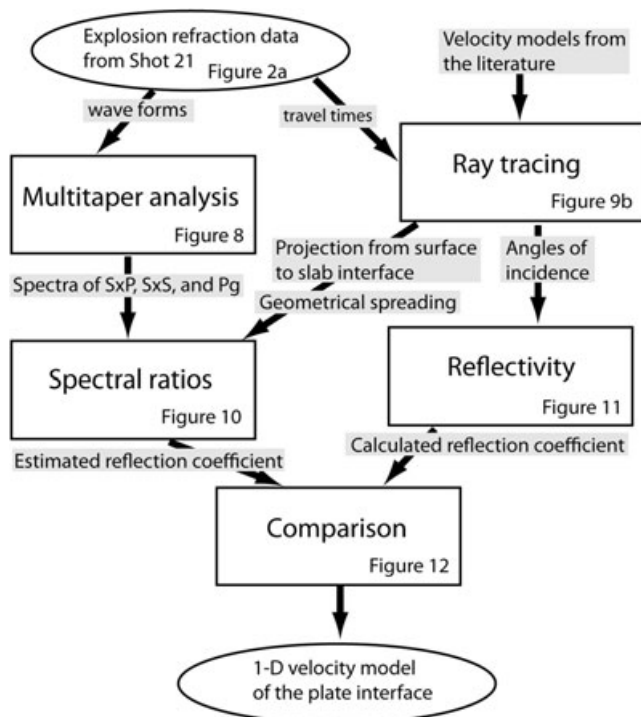 Explosion refraction data
from Shot 21
Figure 2a
Velocity models from
the literature
wave forms
travel times
Multitaper analysis
Figure 8
Ray tracing
Figure 9b
Projection from surface
to slab interface
Geometrical spreading
Angles of
incidence
Spectra of SxP, SxS, and Pg
Spectral ratios
Figure 10
Reflectivity
Figure 11
Estimated reflection coefficient
Calculated reflection coefficient
Comparison
Figure 12
1-D velocity model
of the plate interface